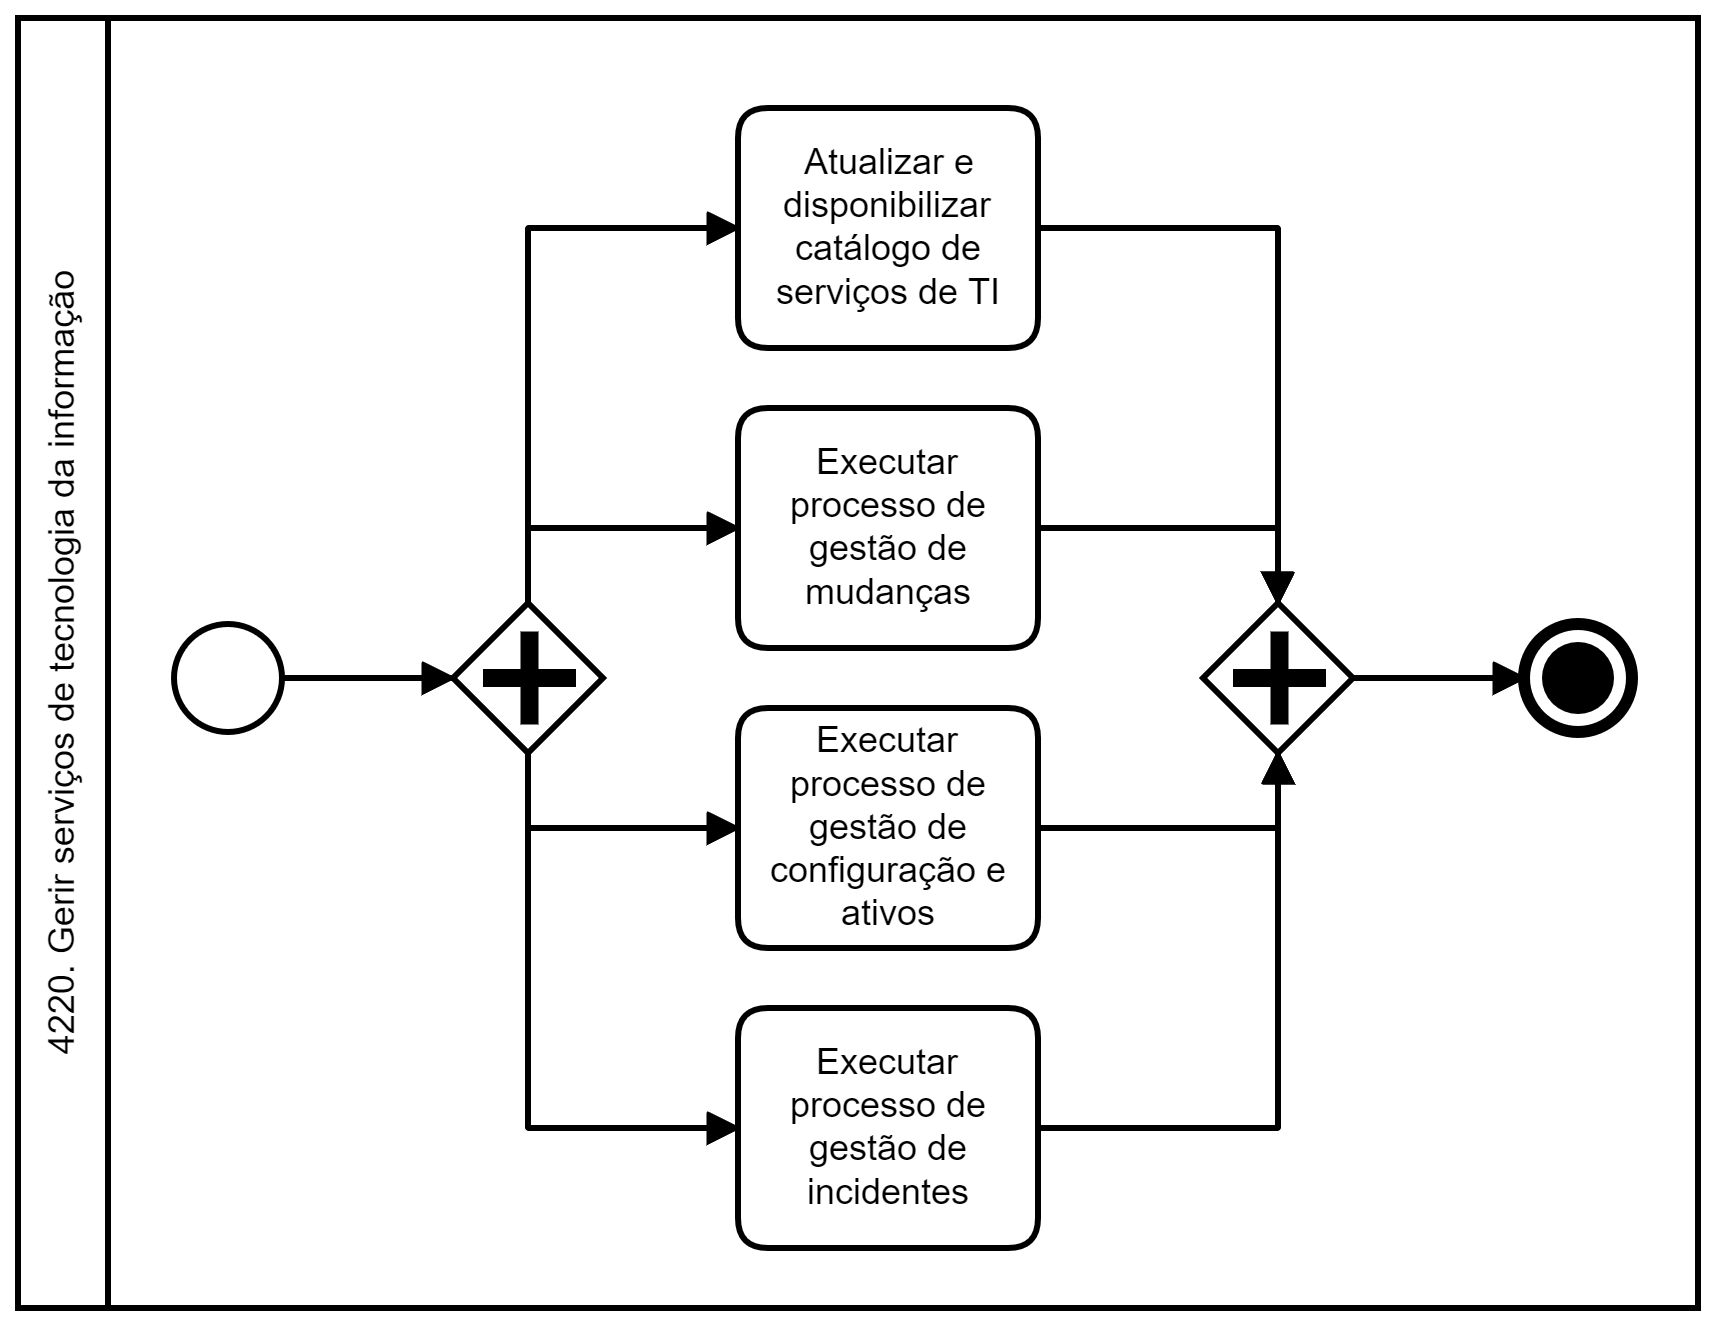 4220. Gerir serviços de tecnologia da informação
Atualizar e
disponibilizar
catálogo de
serviços de TI
Executar
processo de
gestão de
mudanças
Executar
processo de
gestão de
configuração e
ativos
Executar
processo de
gestão de
incidentes